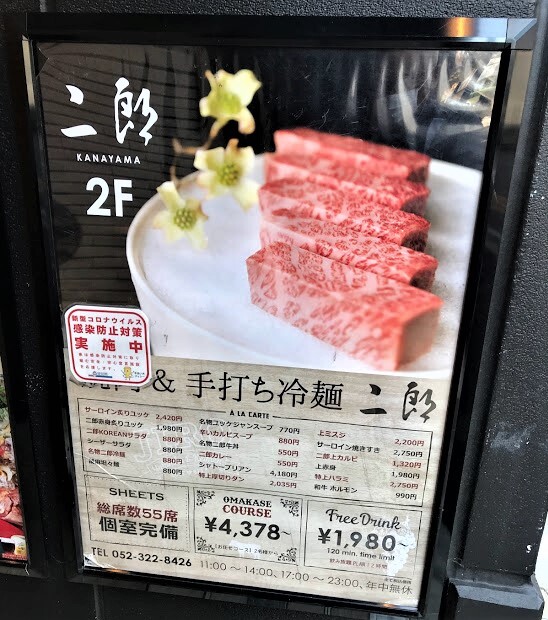 二郎
KANAYAMA
2F
新型コロナウイルス
感染防止対策
実施中
焼肉 & 手打ち冷麺 二郎
À LA CARTE
サーロイン炙りユッケ 2,420円
二郎赤身炙りユッケ 1,980円
二郎KOREANサラダ 880円
シーザーサラダ 880円
名物二郎冷麺 880円
担々麺 880円
名物ユッケジャンスープ 770円
辛いカルビスープ 880円
名物二郎牛丼 550円
二郎カレー 550円
シャトーブリアン 4,180円
特上厚切りタン 2,035円
上ミスジ 2,200円
サーロイン焼きすき 2,750円
二郎上カルビ 1,320円
上赤身 1,980円
特上ハラミ 2,750円
和牛 ホルモン 990円
SHEETS
総席数55席
個室完備
OMAKASE
COURSE
¥4,378~
Free Drink
¥1,980~
120 min. time limit
TEL 052-322-8426
11:00 ~ 14:00, 17:00 ~ 23:00, 年中無休